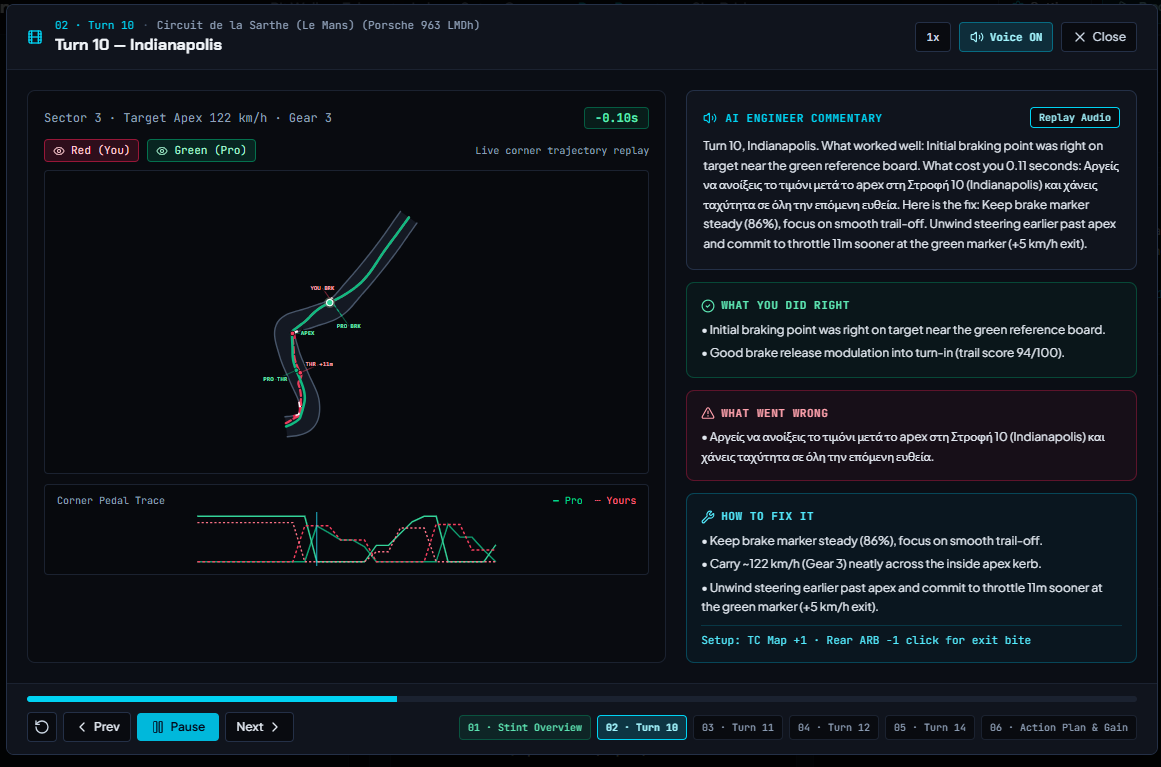 02 · Turn 10 · Circuit de la Sarthe (Le Mans) (Porsche 963 LMDh)
Turn 10 — Indianapolis
1x
Voice ON
Close
Sector 3 · Target Apex 122 km/h · Gear 3
-0.10s
Red (You)
Green (Pro)
Live corner trajectory replay
YOU BRK
PRO BRK
APEX
THR +11m
PRO THR
Corner Pedal Trace
— Pro
Yours
AI ENGINEER COMMENTARY
Replay Audio
Turn 10, Indianapolis. What worked well: Initial braking point was right on
target near the green reference board. What cost you 0.11 seconds: Αργείς
να ανοίξεις το τιμόνι μετά το apex στη Στροφή 10 (Indianapolis) και χάνεις
ταχύτητα σε όλη την επόμενη ευθεία. Here is the fix: Keep brake marker
steady (86%), focus on smooth trail-off. Unwind steering earlier past apex
and commit to throttle 11m sooner at the green marker (+5 km/h exit).
WHAT YOU DID RIGHT
• Initial braking point was right on target near the green reference board.
• Good brake release modulation into turn-in (trail score 94/100).
WHAT WENT WRONG
• Αργείς να ανοίξεις το τιμόνι μετά το apex στη Στροφή 10 (Indianapolis) και
χάνεις ταχύτητα σε όλη την επόμενη ευθεία.
HOW TO FIX IT
• Keep brake marker steady (86%), focus on smooth trail-off.
• Carry ~122 km/h (Gear 3) neatly across the inside apex kerb.
• Unwind steering earlier past apex and commit to throttle 11m sooner at
the green marker (+5 km/h exit).
Setup: TC Map +1 · Rear ARB -1 click for exit bite
Prev
Pause
Next
01 · Stint Overview
02 · Turn 10
03 · Turn 11
04 · Turn 12
05 · Turn 14
06 · Action Plan & Gain